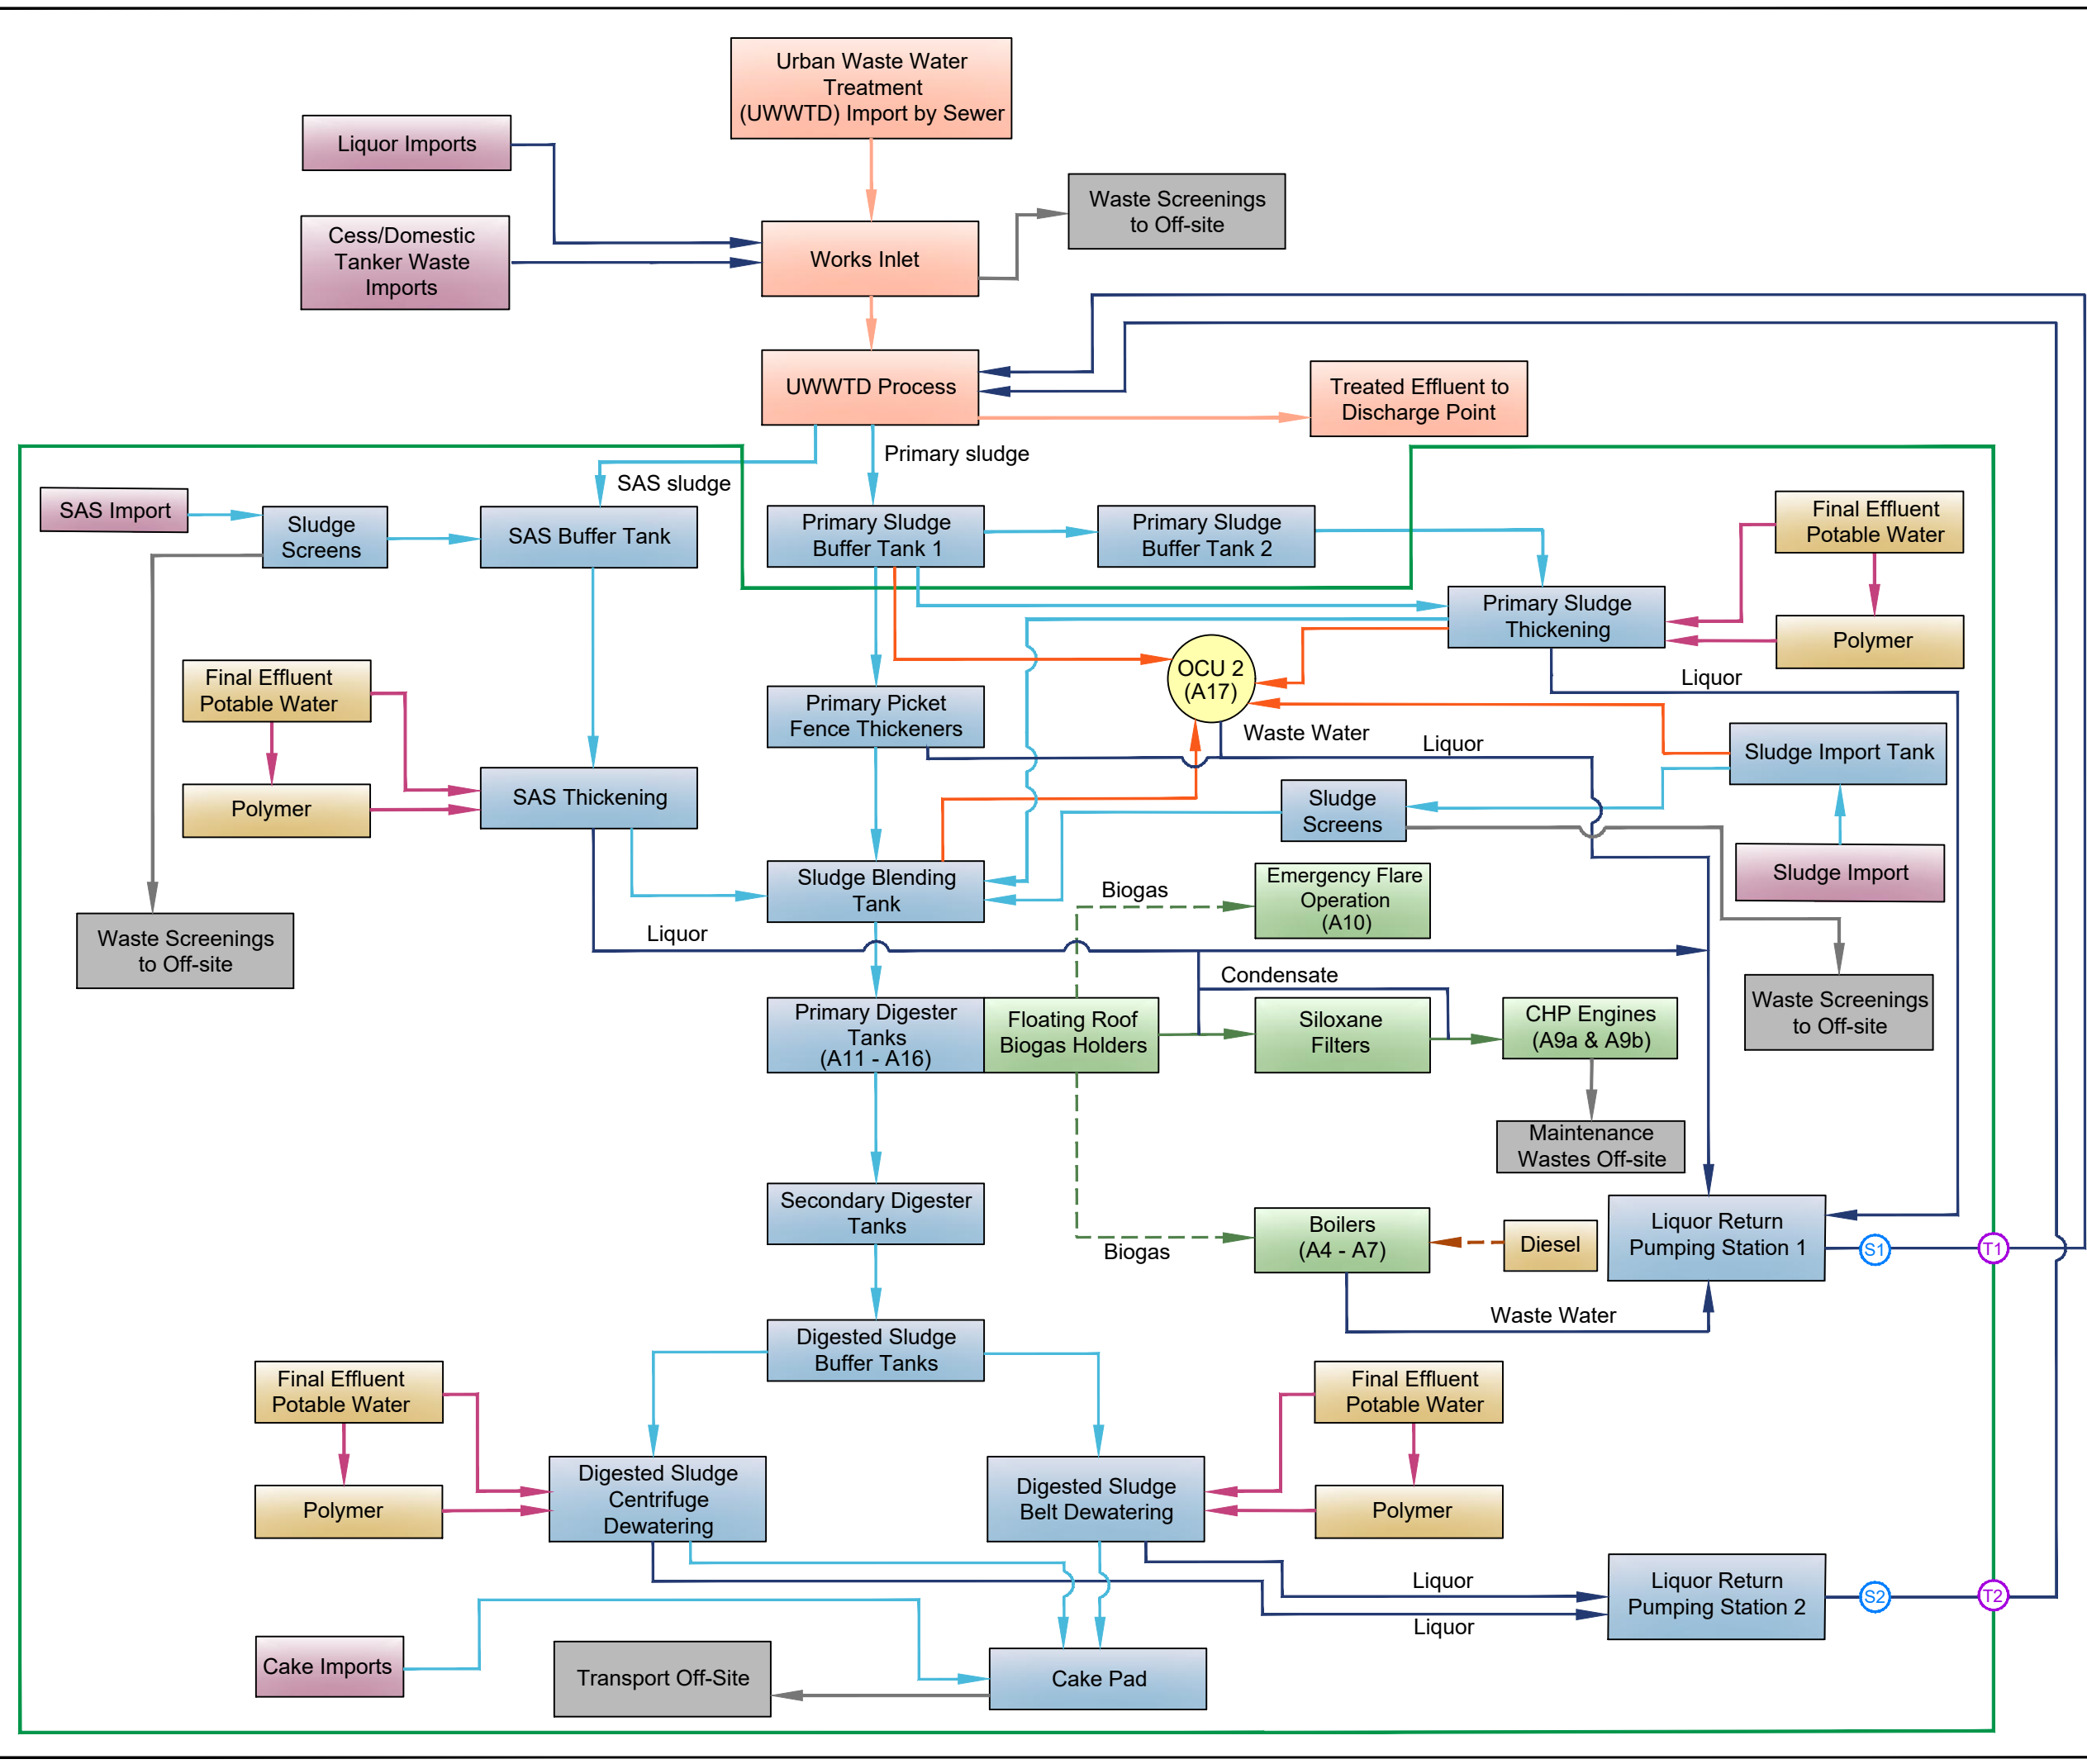 Urban Waste Water
Treatment
(UWWTD) Import by Sewer
Liquor Imports
Waste Screenings
to Off-site
Cess/Domestic
Tanker Waste
Imports
Works Inlet
UWWTD Process
Treated Effluent to
Discharge Point
Primary sludge
SAS sludge
SAS Import
Sludge
Screens
SAS Buffer Tank
Primary Sludge
Buffer Tank 1
Primary Sludge
Buffer Tank 2
Final Effluent
Potable Water
Primary Sludge
Thickening
Polymer
OCU 2
(A17)
Liquor
Final Effluent
Potable Water
Primary Picket
Fence Thickeners
Waste Water
Liquor
Sludge Import Tank
Polymer
SAS Thickening
Sludge
Screens
Sludge Import
Sludge Blending
Tank
Biogas
Emergency Flare
Operation
(A10)
Waste Screenings
to Off-site
Liquor
Condensate
Waste Screenings
to Off-site
Primary Digester
Tanks
(A11 - A16)
Floating Roof
Biogas Holders
Siloxane
Filters
CHP Engines
(A9a & A9b)
Maintenance
Wastes Off-site
Secondary Digester
Tanks
Biogas
Boilers
(A4 - A7)
Diesel
Liquor Return
Pumping Station 1
S1
T1
Waste Water
Digested Sludge
Buffer Tanks
Final Effluent
Potable Water
Final Effluent
Potable Water
Polymer
Digested Sludge
Centrifuge
Dewatering
Digested Sludge
Belt Dewatering
Polymer
Liquor
Liquor
Liquor Return
Pumping Station 2
S2
T2
Cake Imports
Transport Off-Site
Cake Pad